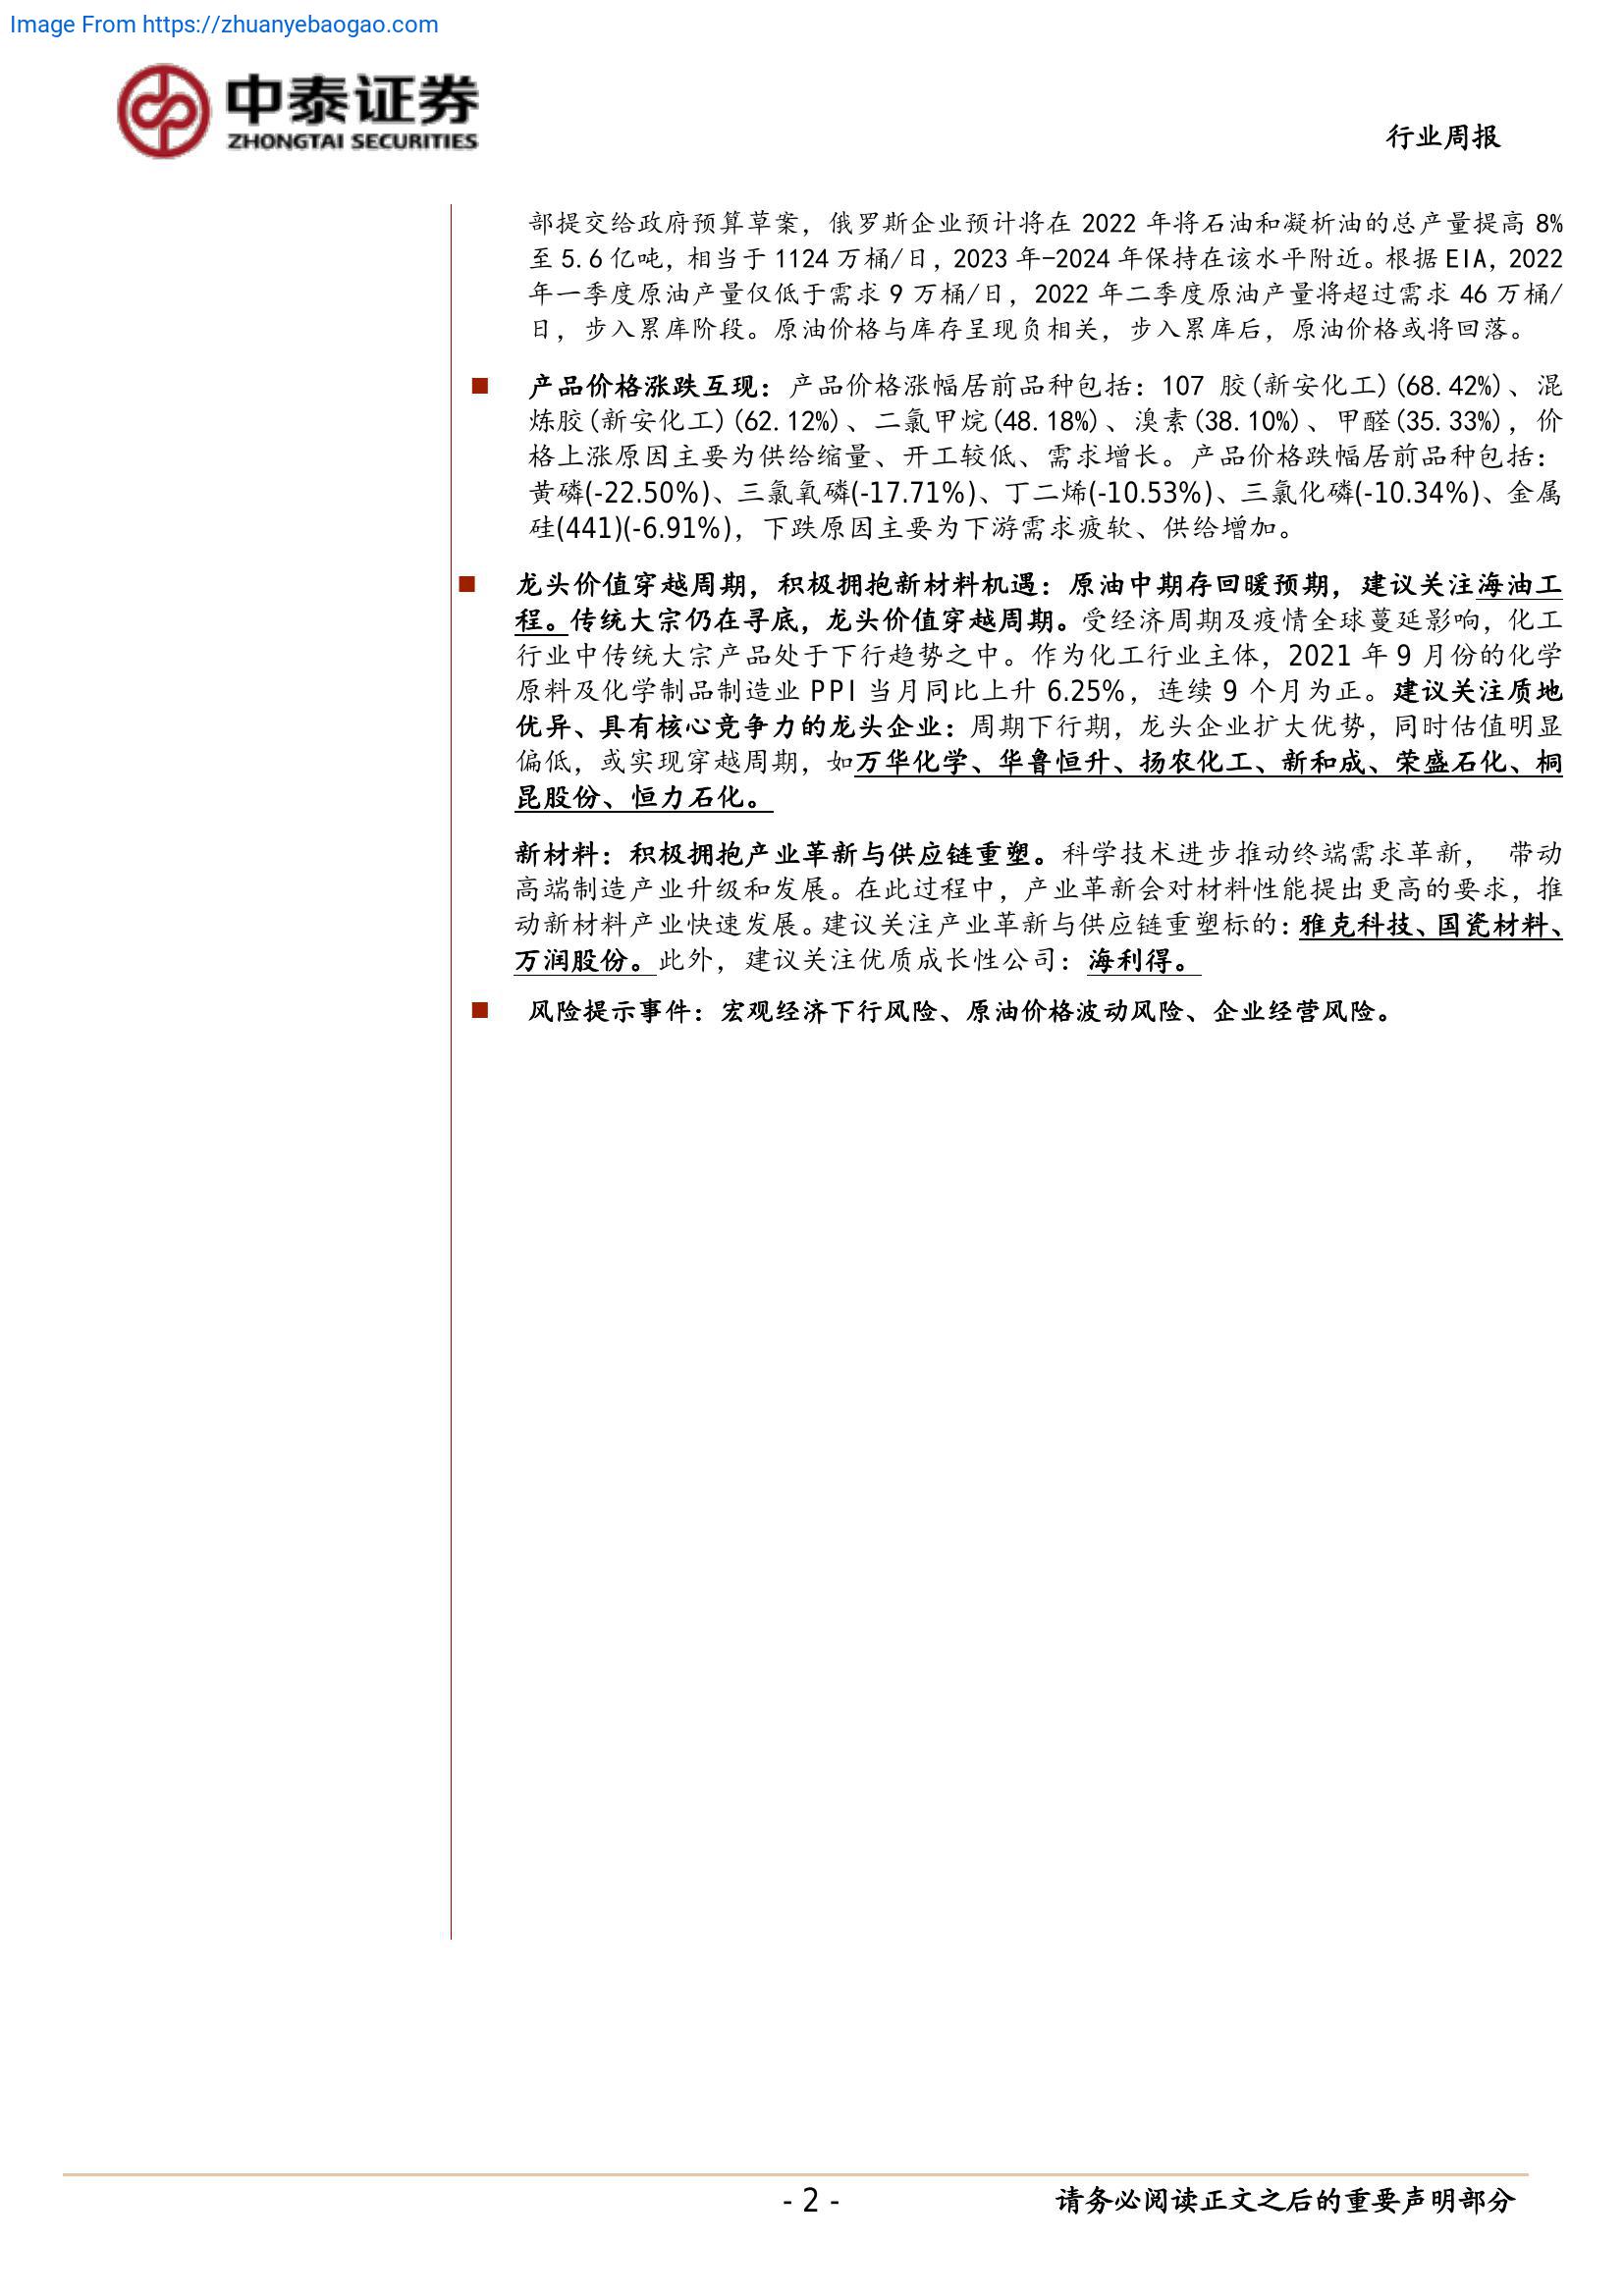 Image From https://zhuanyebaogao.com
中泰证券
ZHONGTAI SECURITIES
行业周报
部提交给政府预算草案，俄罗斯企业预计将在 2022 年将石油和凝析油的总产量提高 8%
至 5.6 亿吨，相当于 1124 万桶/日，2023 年-2024 年保持在该水平附近。根据 EIA，2022
年一季度原油产量仅低于需求 9 万桶/日，2022 年二季度原油产量将超过需求 46 万桶/
日，步入累库阶段。原油价格与库存呈现负相关，步入累库后，原油价格或将回落。
■ 产品价格涨跌互现：产品价格涨幅居前品种包括：107 胶(新安化工)(68.42%)、混
炼胶(新安化工)(62.12%)、二氯甲烷(48.18%)、溴素(38.10%)、甲醛(35.33%)，价
格上涨原因主要为供给缩量、开工较低、需求增长。产品价格跌幅居前品种包括：
黄磷(-22.50%)、三氯氧磷(-17.71%)、丁二烯(-10.53%)、三氯化磷(-10.34%)、金属
硅(441)(-6.91%)，下跌原因主要为下游需求疲软、供给增加。
■ 龙头价值穿越周期，积极拥抱新材料机遇：原油中期存回暖预期，建议关注海油工
程。传统大宗仍在寻底，龙头价值穿越周期。受经济周期及疫情全球蔓延影响，化工
行业中传统大宗产品处于下行趋势之中。作为化工行业主体，2021 年 9 月份的化学
原料及化学制品制造业 PPI 当月同比上升 6.25%，连续 9 个月为正。建议关注质地
优异、具有核心竞争力的龙头企业：周期下行期，龙头企业扩大优势，同时估值明显
偏低，或实现穿越周期，如万华化学、华鲁恒升、扬农化工、新和成、荣盛石化、桐
昆股份、恒力石化。
新材料：积极拥抱产业革新与供应链重塑。科学技术进步推动终端需求革新， 带动
高端制造产业升级和发展。在此过程中，产业革新会对材料性能提出更高的要求，推
动新材料产业快速发展。建议关注产业革新与供应链重塑标的：雅克科技、国瓷材料、
万润股份。此外，建议关注优质成长性公司：海利得。
■ 风险提示事件：宏观经济下行风险、原油价格波动风险、企业经营风险。
- 2 -
请务必阅读正文之后的重要声明部分